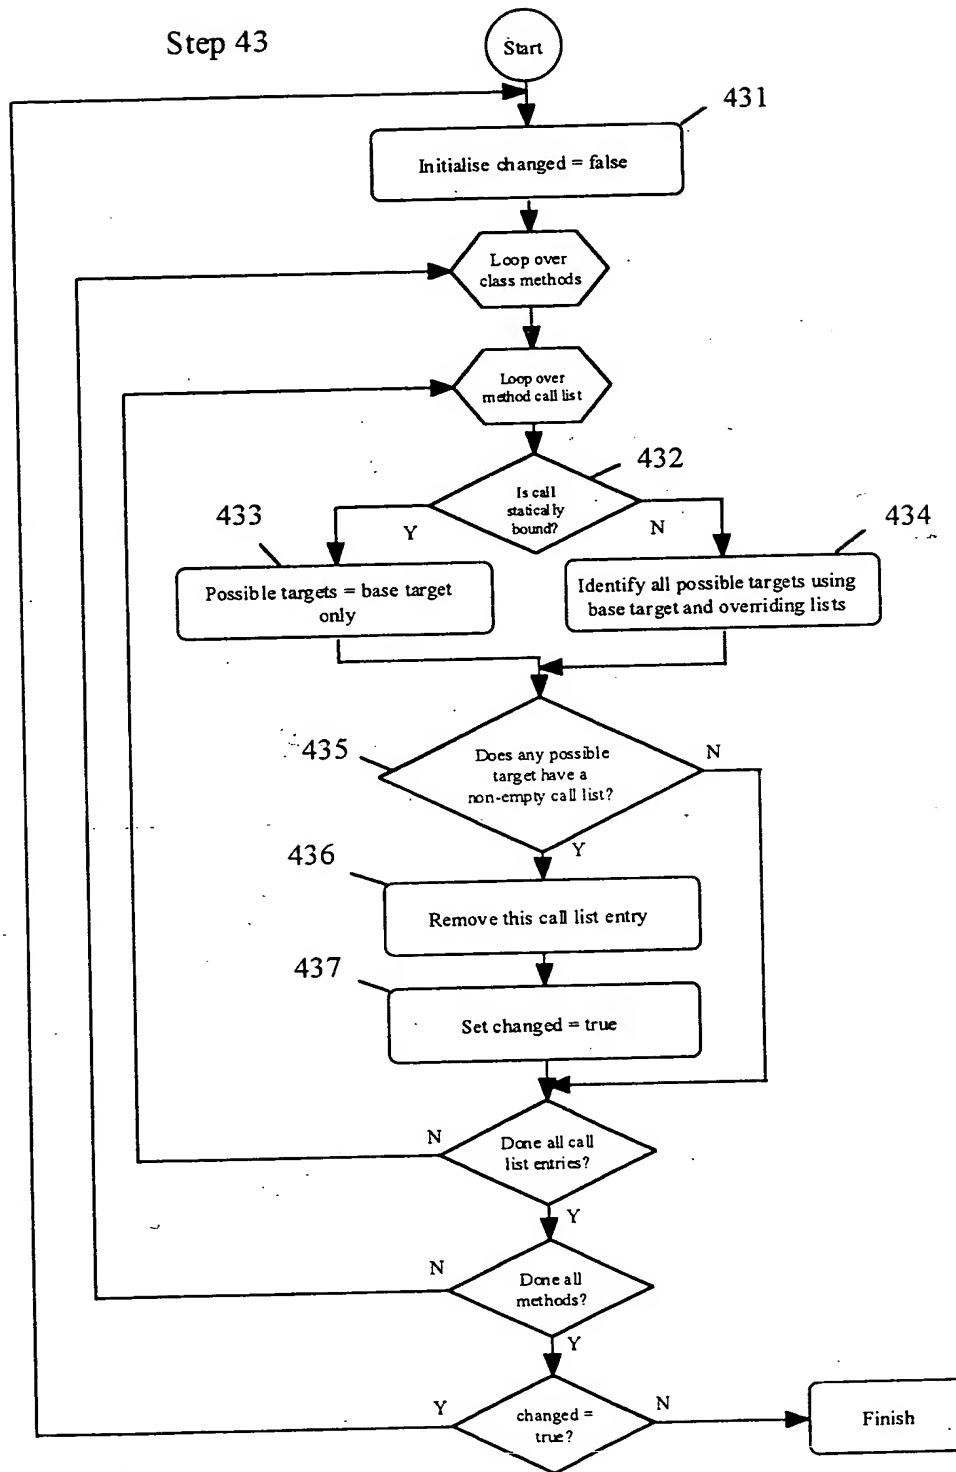 Step 43
Start
431
Initialise changed = false
Loop over
class methods
Loop over
method call list
432
Is call
statically
bound?
433
Y
N
434
Possible targets = base target
only
Identify all possible targets using
base target and overriding lists
435
Does any possible
target have a
non-empty call list?
N
Y
436
Remove this call list entry
437
Set changed = true
N
Done all call
list entries?
Y
N
Done all
methods?
Y
Y
changed =
true?
N
Finish